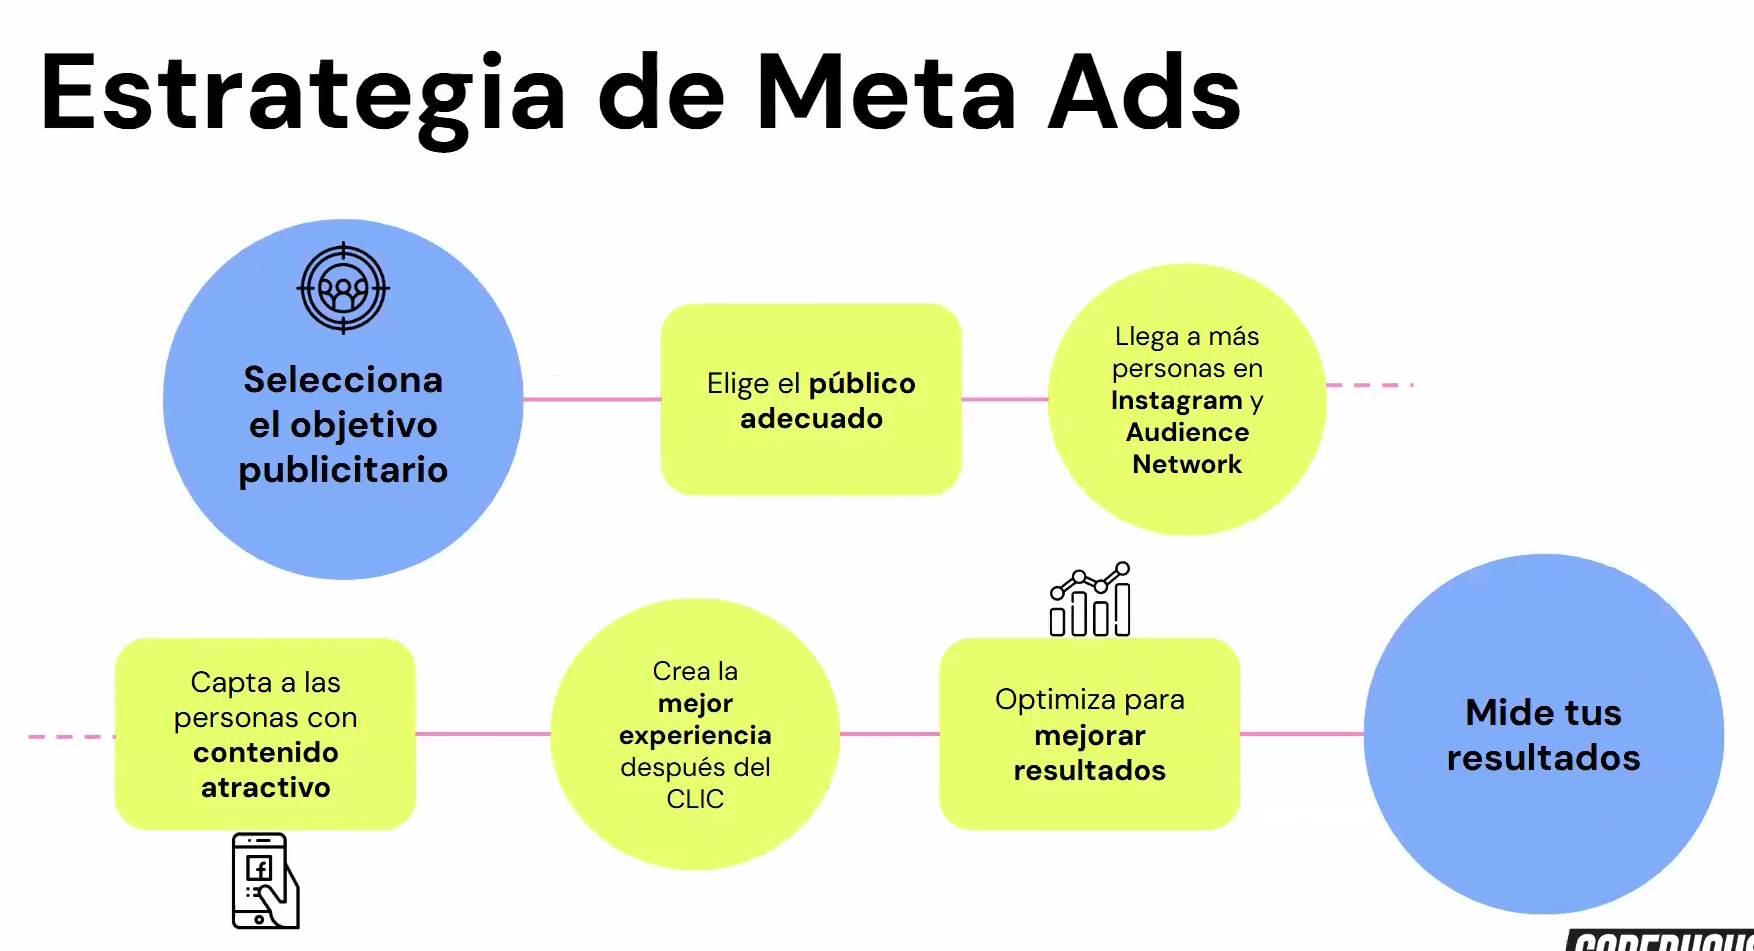 Estrategia de Meta Ads
Selecciona
el objetivo
publicitario
Elige el público
adecuado
Llega a más
personas en
Instagram y
Audience
Network
Capta a las
personas con
contenido
atractivo
Crea la
mejor
experiencia
después del
CLIC
Optimiza para
mejorar
resultados
Mide tus
resultados